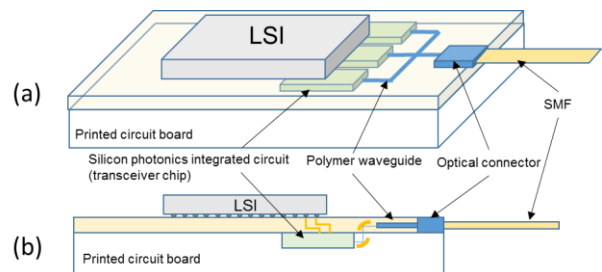 LSI
(a)
SMF
Printed circuit board
Silicon photonics integrated circuit
(transceiver chip)
Polymer waveguide
Optical connector
LSI
(b)
Printed circuit board